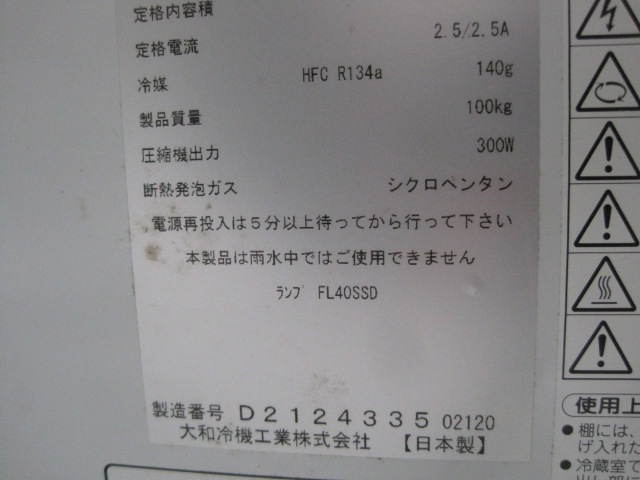 定格内容積
定格電流 2.5/2.5A
冷媒 HFC R134a 140g
製品質量 100kg
圧縮機出力 300W
断熱発泡ガス シクロペンタン
電源再投入は5分以上待ってから行って下さい
本製品は雨水中ではご使用できません
ﾗﾝﾌﾟ FL40SSD
製造番号 D2124335 02120
大和冷機工業株式会社 【日本製】
使用上
●棚には、
げ入れた
●冷蔵室で